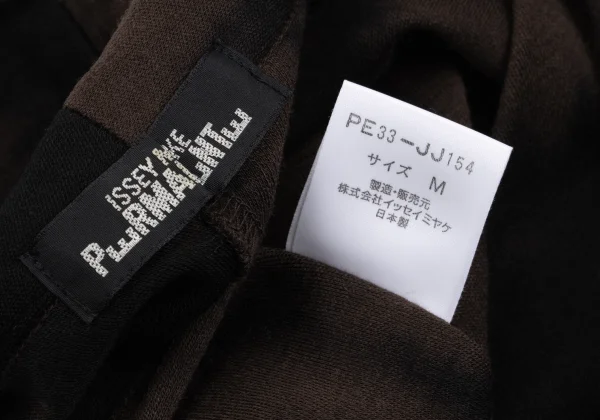 ISSEY MIYAKE
PERMANENTE
PE33-JJ154
サイズ M
製造・販売元
株式会社イッセイミヤケ
日本製